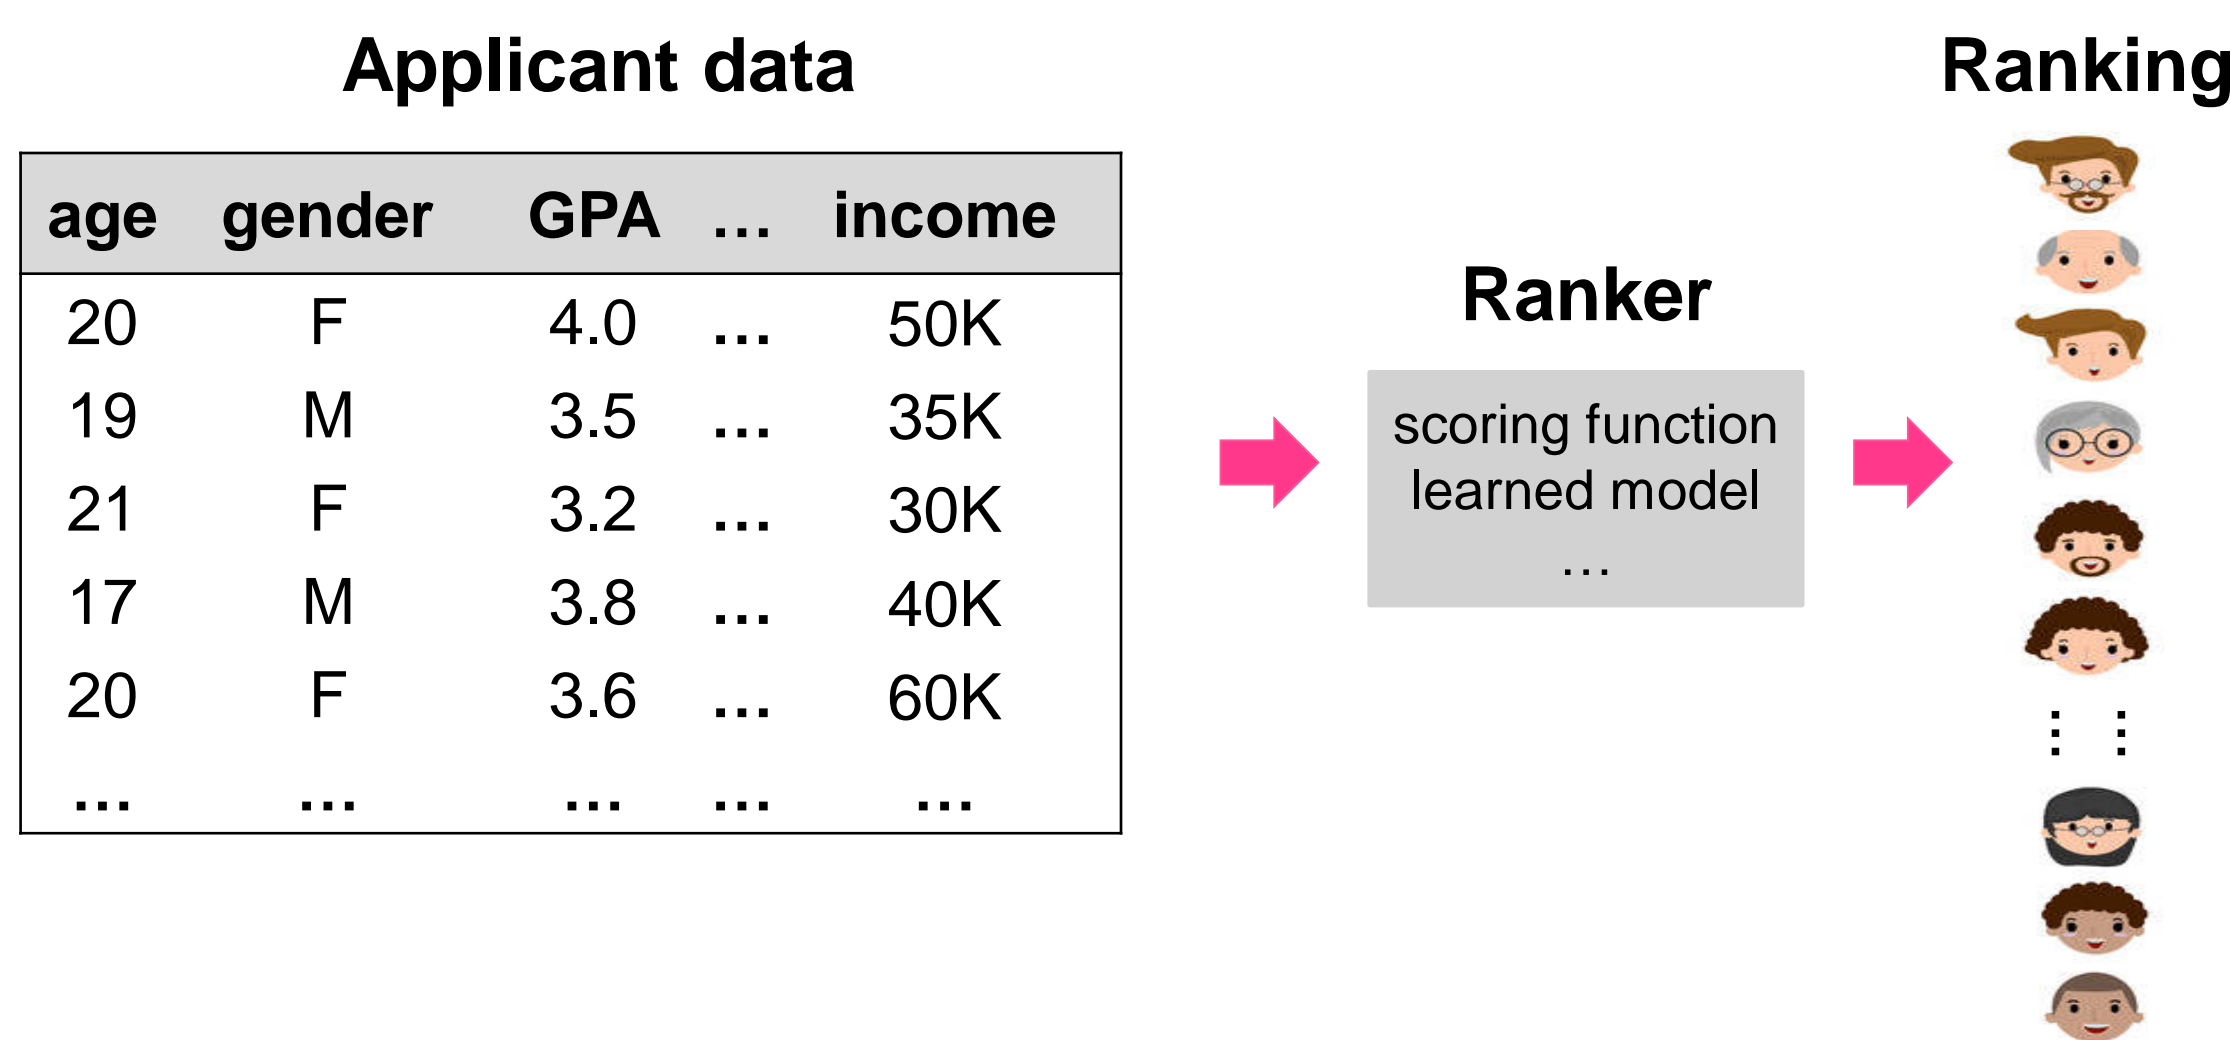 Applicant data
age gender GPA … income
20 F 4.0 … 50K
19 M 3.5 … 35K
21 F 3.2 … 30K
17 M 3.8 … 40K
20 F 3.6 … 60K
… … … … …
Ranker
scoring function
learned model
…
Ranking
⋮ ⋮